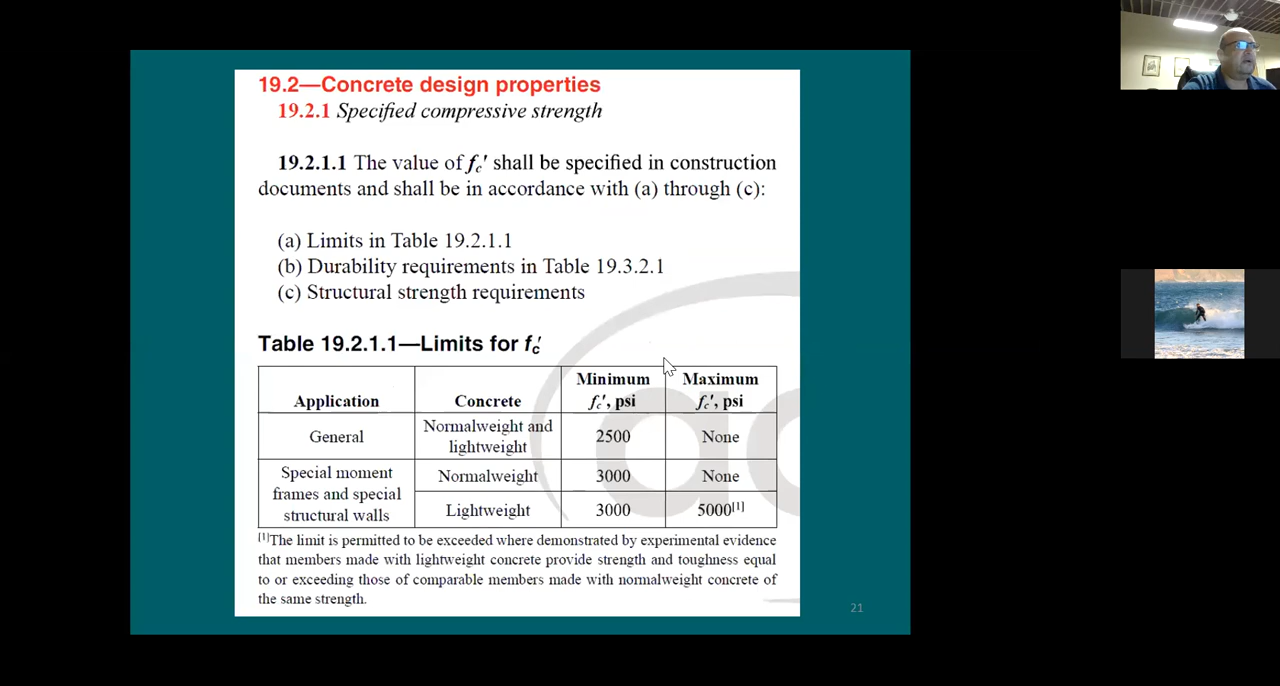 19.2—Concrete design properties
19.2.1 Specified compressive strength
19.2.1.1 The value of fc′ shall be specified in construction
documents and shall be in accordance with (a) through (c):
(a) Limits in Table 19.2.1.1
(b) Durability requirements in Table 19.3.2.1
(c) Structural strength requirements
Table 19.2.1.1—Limits for fc′
Application
Concrete
Minimum
fc′, psi
Maximum
fc′, psi
General
Normalweight and
lightweight
2500
None
Special moment
frames and special
structural walls
Normalweight
3000
None
Lightweight
3000
5000[1]
[1]The limit is permitted to be exceeded where demonstrated by experimental evidence
that members made with lightweight concrete provide strength and toughness equal
to or exceeding those of comparable members made with normalweight concrete of
the same strength.
21